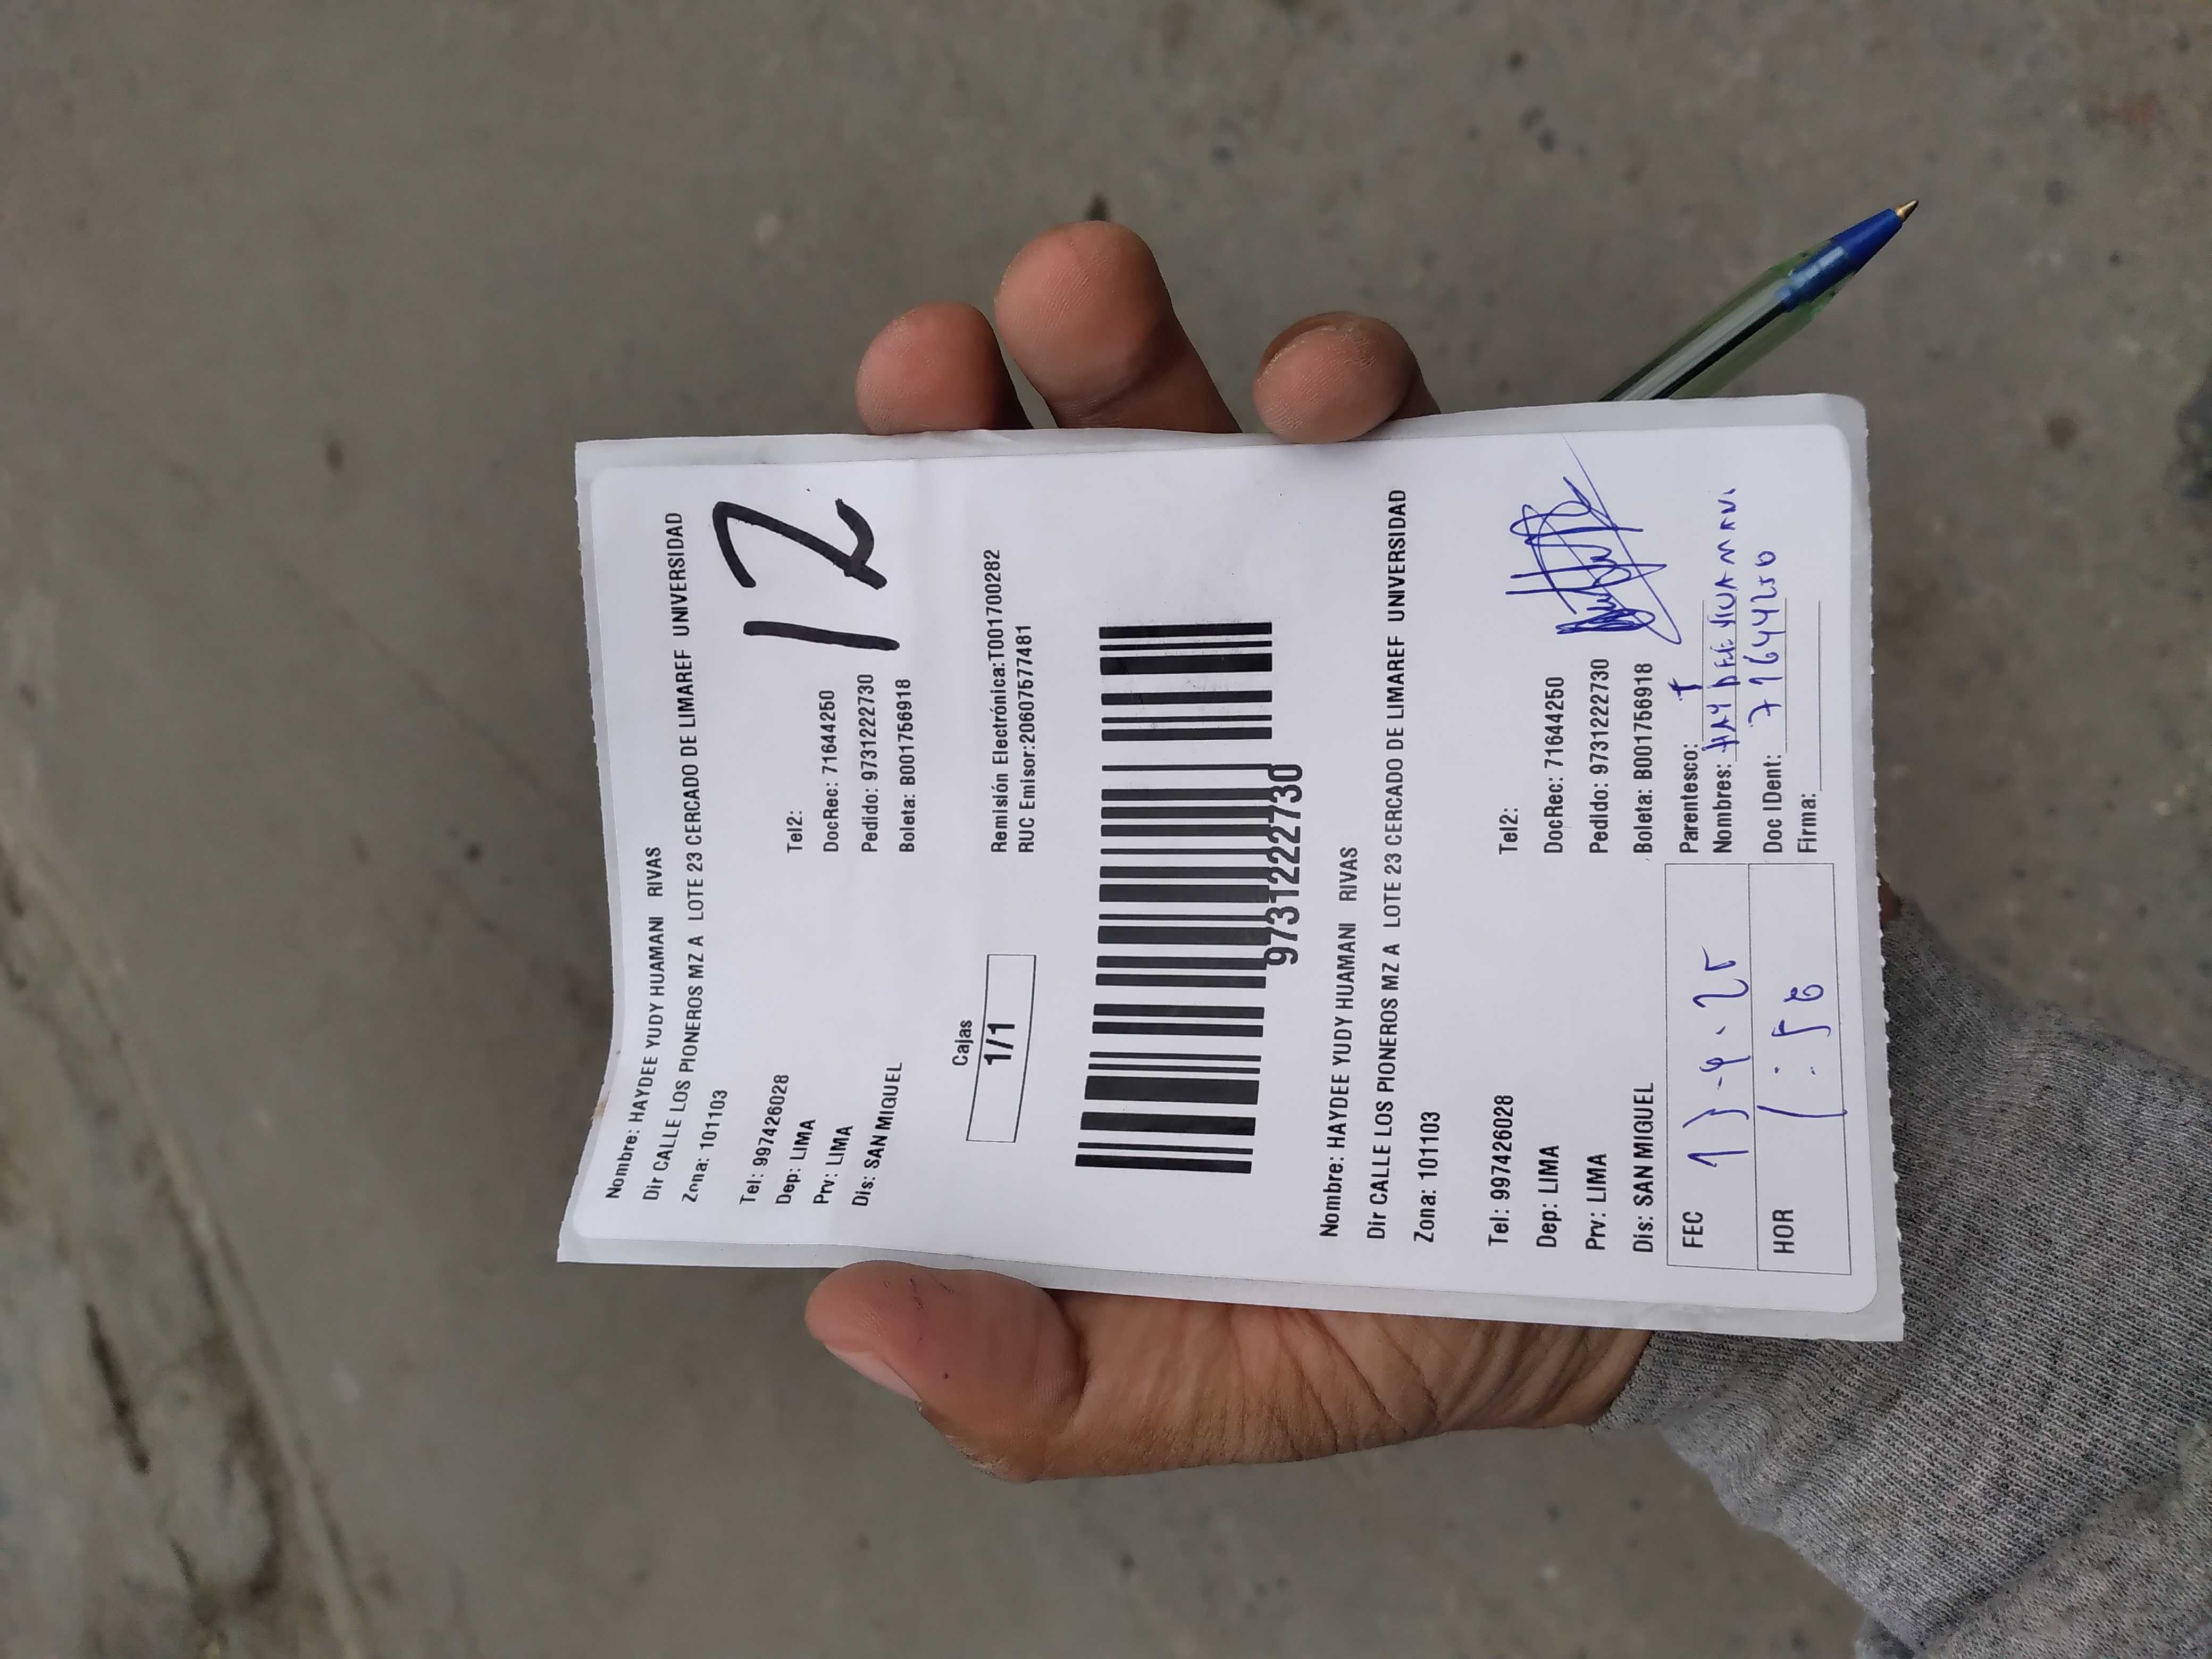 Nombre: HAYDEE YUDY HUAMANI RIVAS
Dir CALLE LOS PIONEROS MZ A LOTE 23 CERCADO DE LIMAREF UNIVERSIDAD
Zona: 101103
12
Tel: 997426028 Tel2:
Dep: LIMA DocRec: 71644250
Prv: LIMA Pedido: 9731222730
Dis: SAN MIGUEL Boleta: B001756918
Cajas
1/1
Remisión Electrónica:T001700282
RUC Emisor:20607577481
9731222730
Nombre: HAYDEE YUDY HUAMANI RIVAS
Dir CALLE LOS PIONEROS MZ A LOTE 23 CERCADO DE LIMAREF UNIVERSIDAD
Zona: 101103
Tel: 997426028 Tel2:
Dep: LIMA DocRec: 71644250
Prv: LIMA Pedido: 9731222730
Dis: SAN MIGUEL Boleta: B001756918
FEC
Parentesco: T
Nombres: HAYDEE HUAMANI
HOR 1:56
Doc IDent: 71644250
Firma: